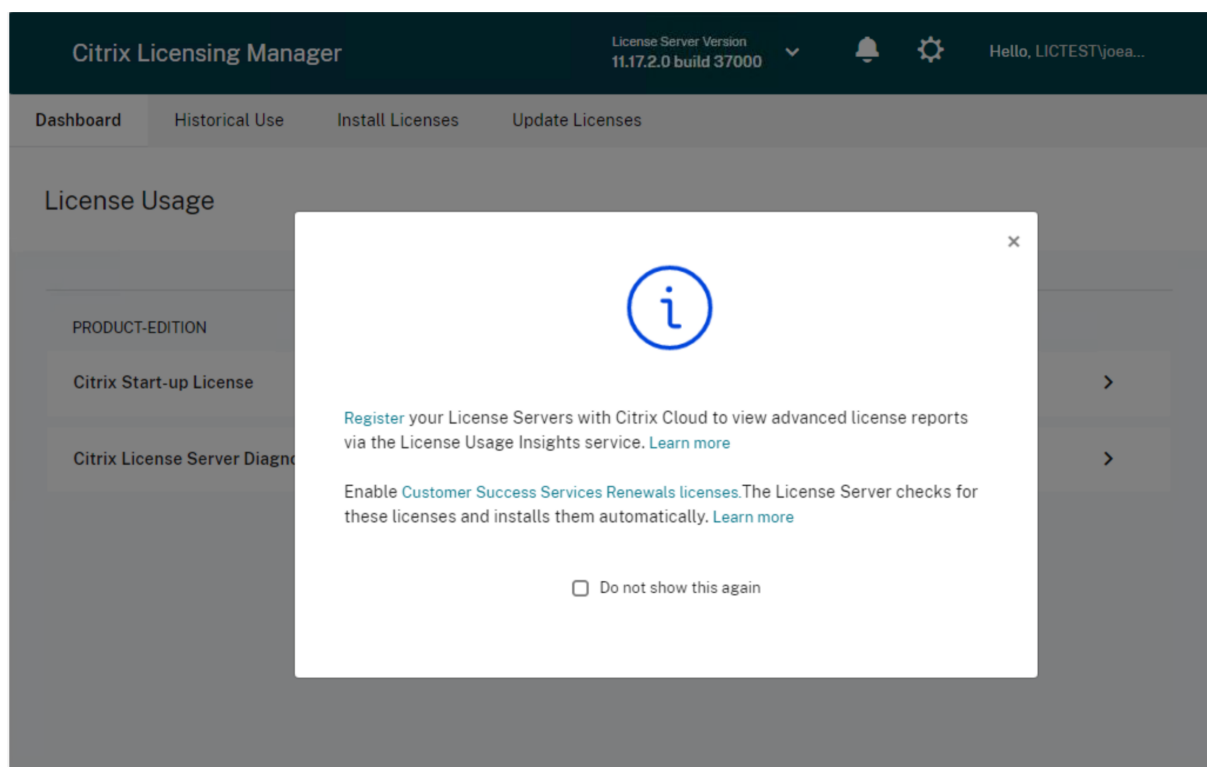 Citrix Licensing Manager
License Server Version
11.17.2.0 build 37000
Hello, LICTEST\joea...
Dashboard
Historical Use
Install Licenses
Update Licenses
License Usage
PRODUCT-EDITION
Citrix Start-up License
Citrix License Server Diagno
Register your License Servers with Citrix Cloud to view advanced license reports
via the License Usage Insights service. Learn more
Enable Customer Success Services Renewals licenses.The License Server checks for
these licenses and installs them automatically. Learn more
Do not show this again